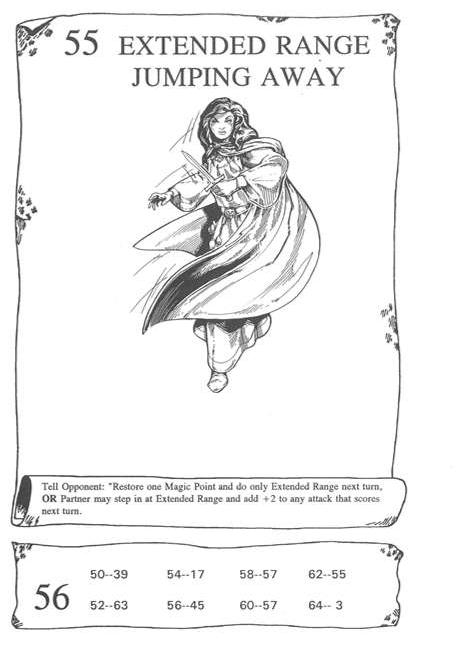 55 EXTENDED RANGE
JUMPING AWAY
Tell Opponent: "Restore one Magic Point and do only Extended Range next turn,
OR Partner may step in at Extended Range and add +2 to any attack that scores
next turn.
56
50--39 54--17 58--57 62--55
52--63 56--45 60--57 64-- 3